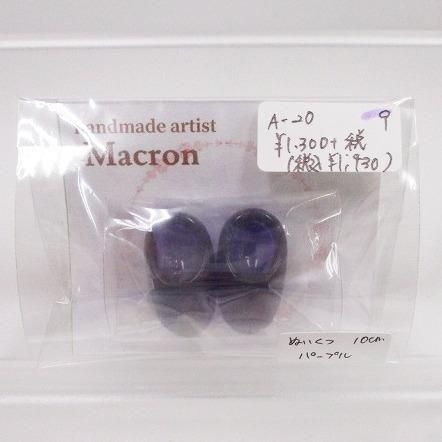 handmade artist
Macron
A-20 9
¥1,300+税
(税込¥1,430)
ぬいくつ 10cm
パープル